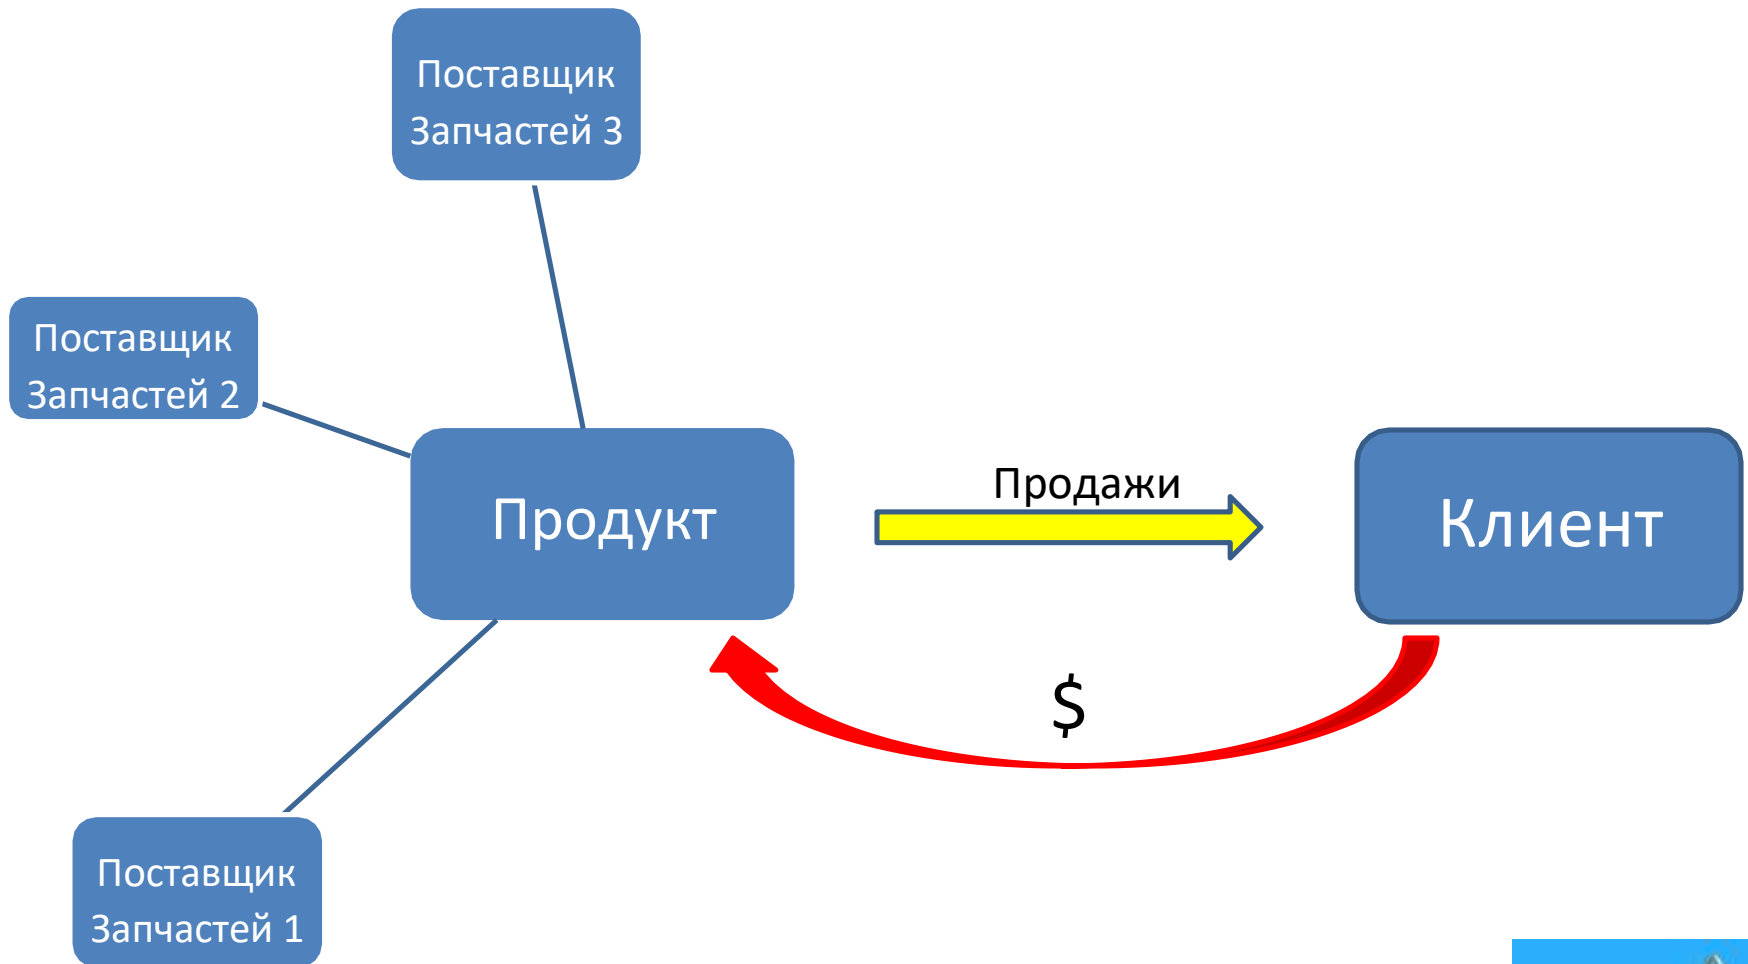 Поставщик
Запчастей 3
Поставщик
Запчастей 2
Продукт
Продажи
Клиент
$
Поставщик
Запчастей 1